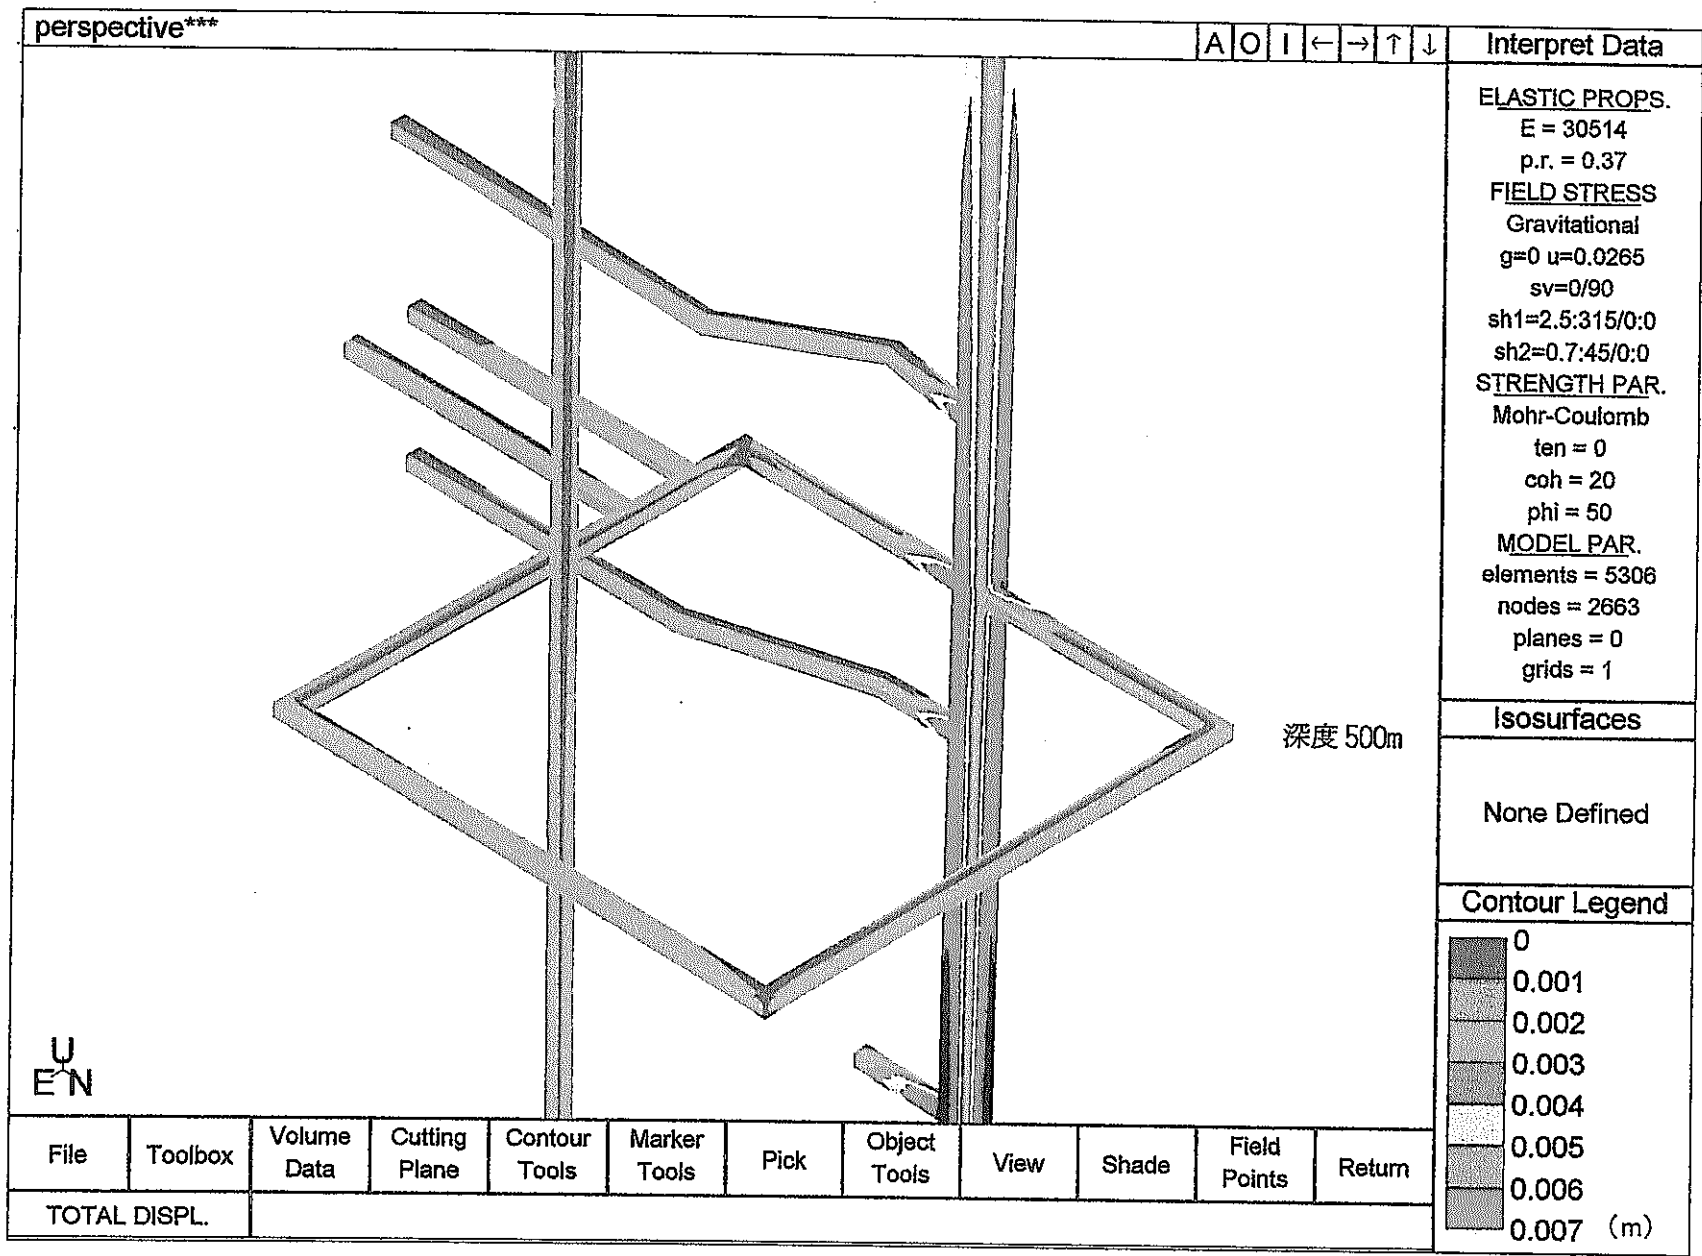 perspective***
A O I ← → ↑ ↓
Interpret Data
ELASTIC PROPS.
E = 30514
p.r. = 0.37
FIELD STRESS
Gravitational
g=0 u=0.0265
sv=0/90
sh1=2.5:315/0:0
sh2=0.7:45/0:0
STRENGTH PAR.
Mohr-Coulomb
ten = 0
coh = 20
phi = 50
MODEL PAR.
elements = 5306
nodes = 2663
planes = 0
grids = 1
Isosurfaces
None Defined
Contour Legend
0
0.001
0.002
0.003
0.004
0.005
0.006
0.007 (m)
深度 500m
U
E N
File
Toolbox
Volume
Data
Cutting
Plane
Contour
Tools
Marker
Tools
Pick
Object
Tools
View
Shade
Field
Points
Return
TOTAL DISPL.